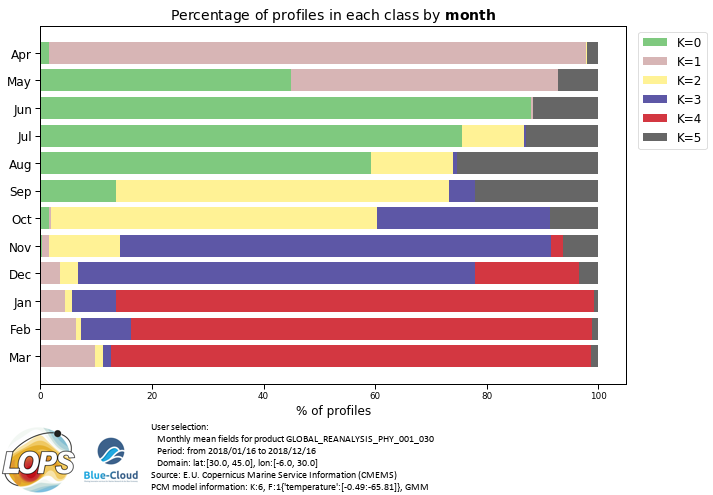 Percentage of profiles in each class by month
Apr
May
Jun
Jul
Aug
Sep
Oct
Nov
Dec
Jan
Feb
Mar
0 20 40 60 80 100
% of profiles
K=0
K=1
K=2
K=3
K=4
K=5
LOPS
Blue-Cloud
User selection:
Monthly mean fields for product GLOBAL_REANALYSIS_PHY_001_030
Period: from 2018/01/16 to 2018/12/16
Domain: lat:[30.0, 45.0], lon:[-6.0, 30.0]
Source: E.U. Copernicus Marine Service Information (CMEMS)
PCM model information: K:6, F:1{'temperature':[-0.49:-65.81]}, GMM